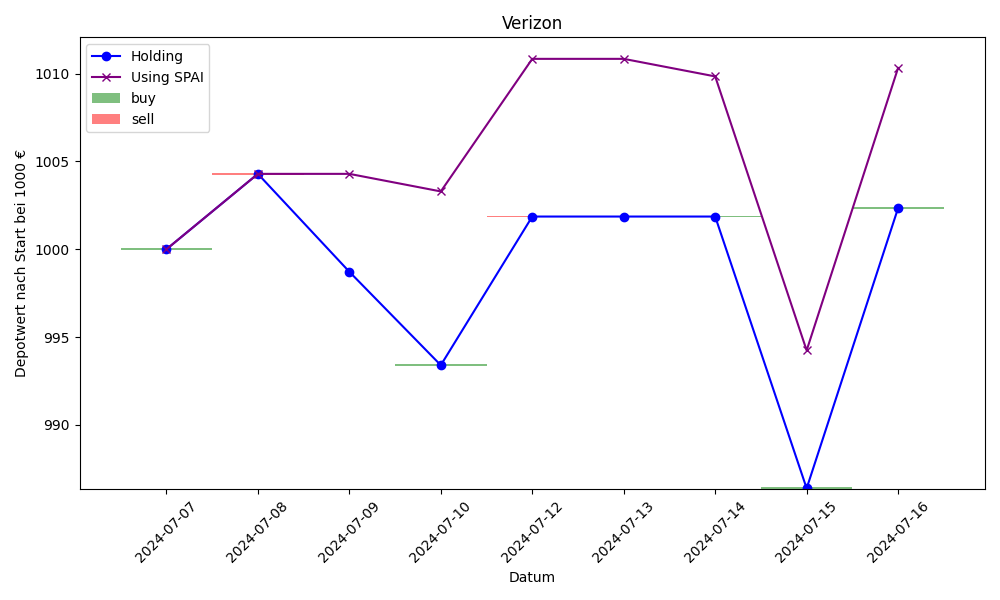 Verizon
Holding
Using SPAI
buy
sell
Depotwert nach Start bei 1000 €
1010
1005
1000
995
990
2024-07-07
2024-07-08
2024-07-09
2024-07-10
2024-07-12
2024-07-13
2024-07-14
2024-07-15
2024-07-16
Datum